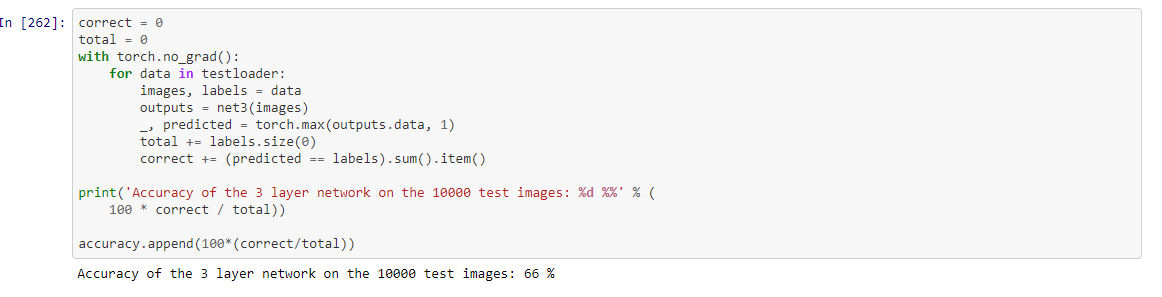 In [262]: correct = 0
total = 0
with torch.no_grad():
    for data in testloader:
        images, labels = data
        outputs = net3(images)
        _, predicted = torch.max(outputs.data, 1)
        total += labels.size(0)
        correct += (predicted == labels).sum().item()
print('Accuracy of the 3 layer network on the 10000 test images: %d %%' % (
    100 * correct / total))
accuracy.append(100*(correct/total))
Accuracy of the 3 layer network on the 10000 test images: 66 %